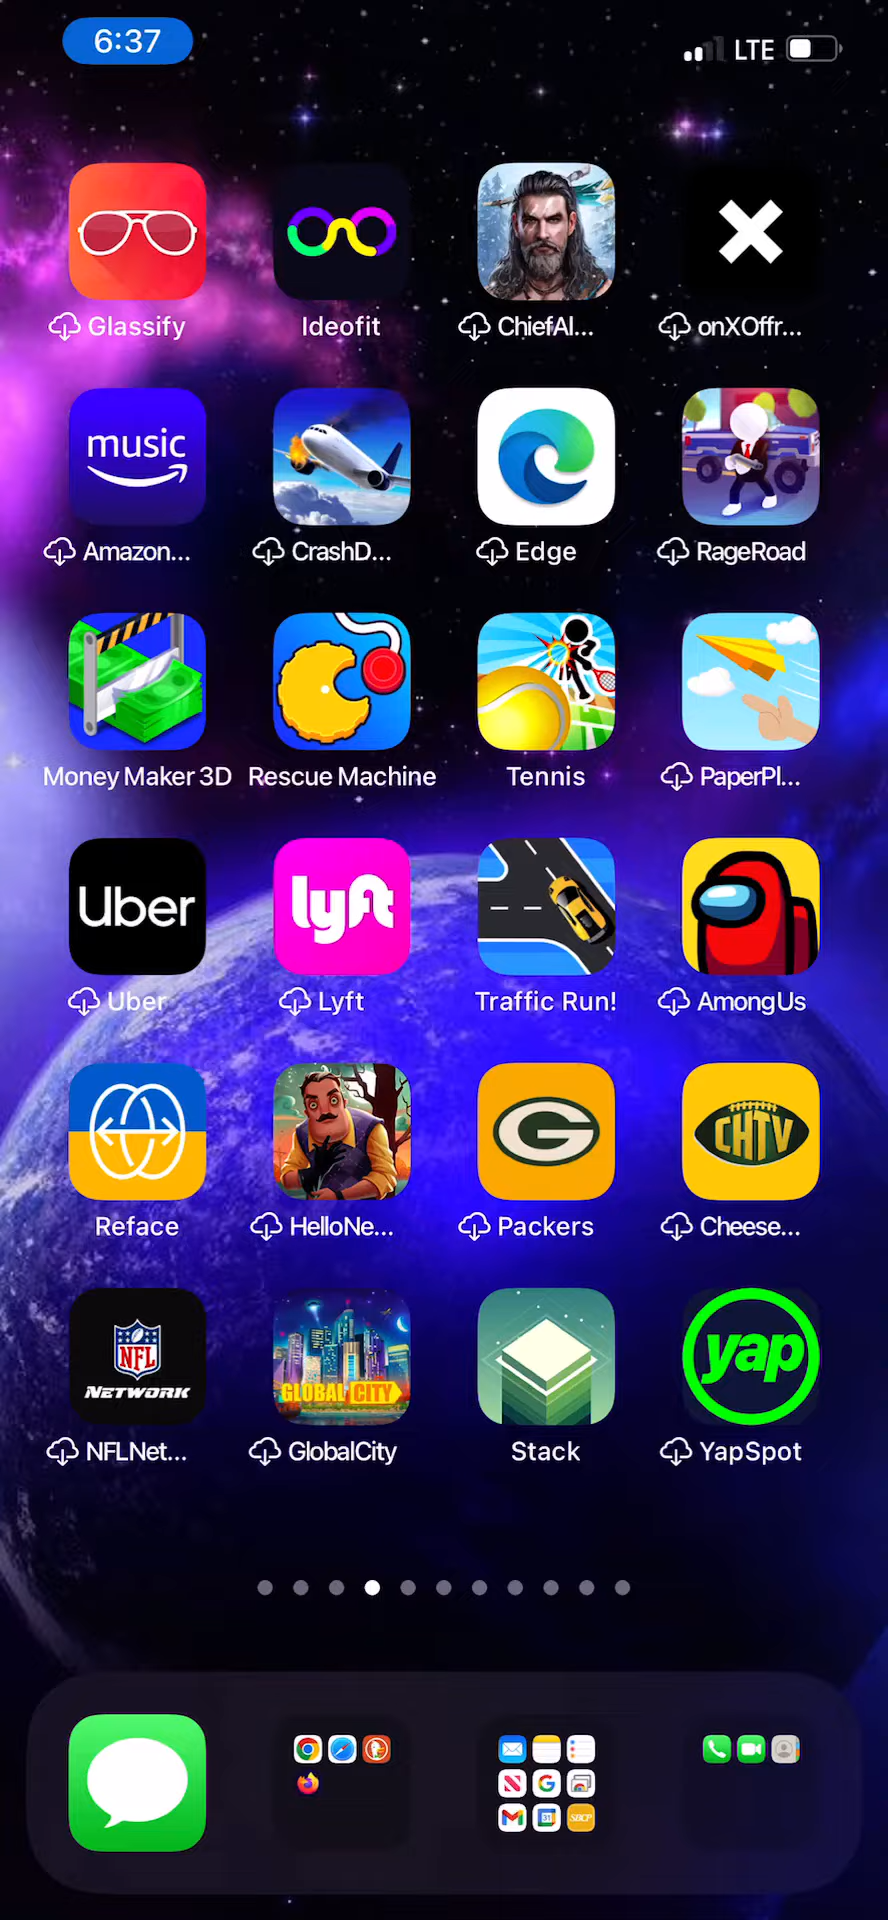 6:37
LTE
Glassify
Ideofit
ChiefAl...
onXOffr...
music
Amazon...
CrashD...
Edge
RageRoad
Money Maker 3D
Rescue Machine
Tennis
PaperPl...
Uber
lyft
Uber
Lyft
Traffic Run!
AmongUs
G
CHTV
Reface
HelloNe...
Packers
Cheese...
NFL
NETWORK
GLOBAL CITY
yap
NFLNet...
GlobalCity
Stack
YapSpot
31
SBCP